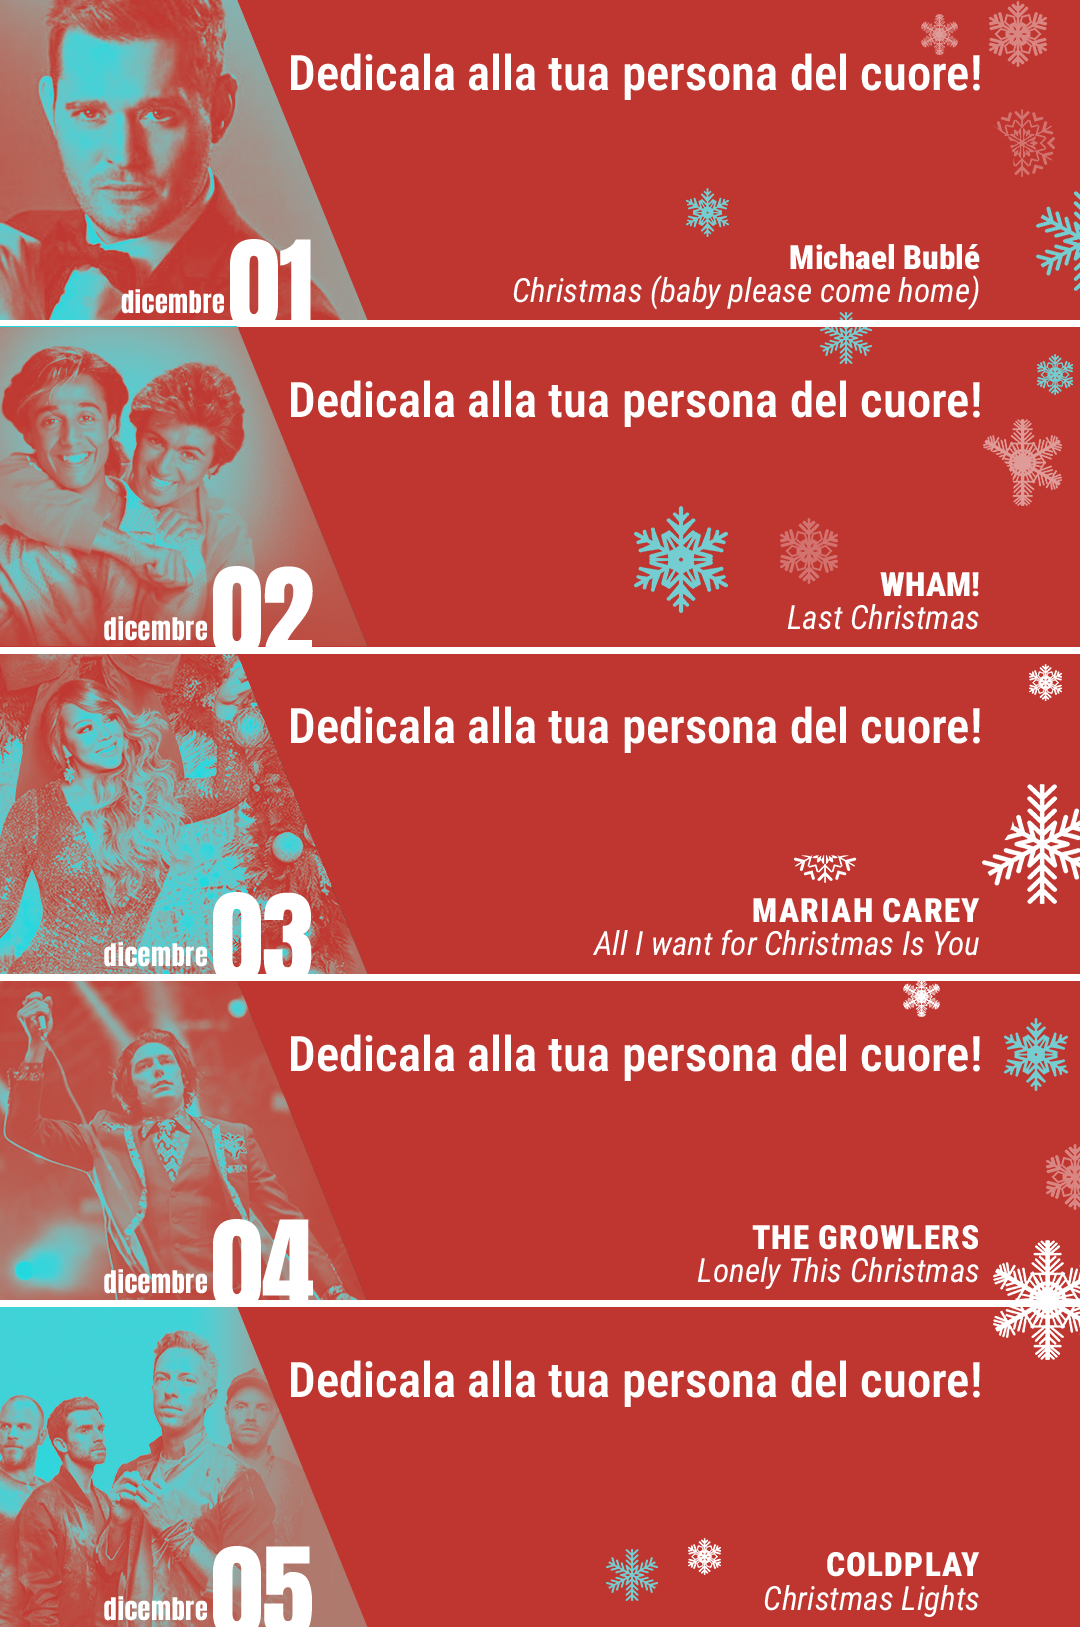 Dedicala alla tua persona del cuore!
Michael Bublé
Christmas (baby please come home)
dicembre 01
Dedicala alla tua persona del cuore!
WHAM!
Last Christmas
dicembre 02
Dedicala alla tua persona del cuore!
MARIAH CAREY
All I want for Christmas Is You
dicembre 03
Dedicala alla tua persona del cuore!
THE GROWLERS
Lonely This Christmas
dicembre 04
Dedicala alla tua persona del cuore!
COLDPLAY
Christmas Lights
dicembre 05